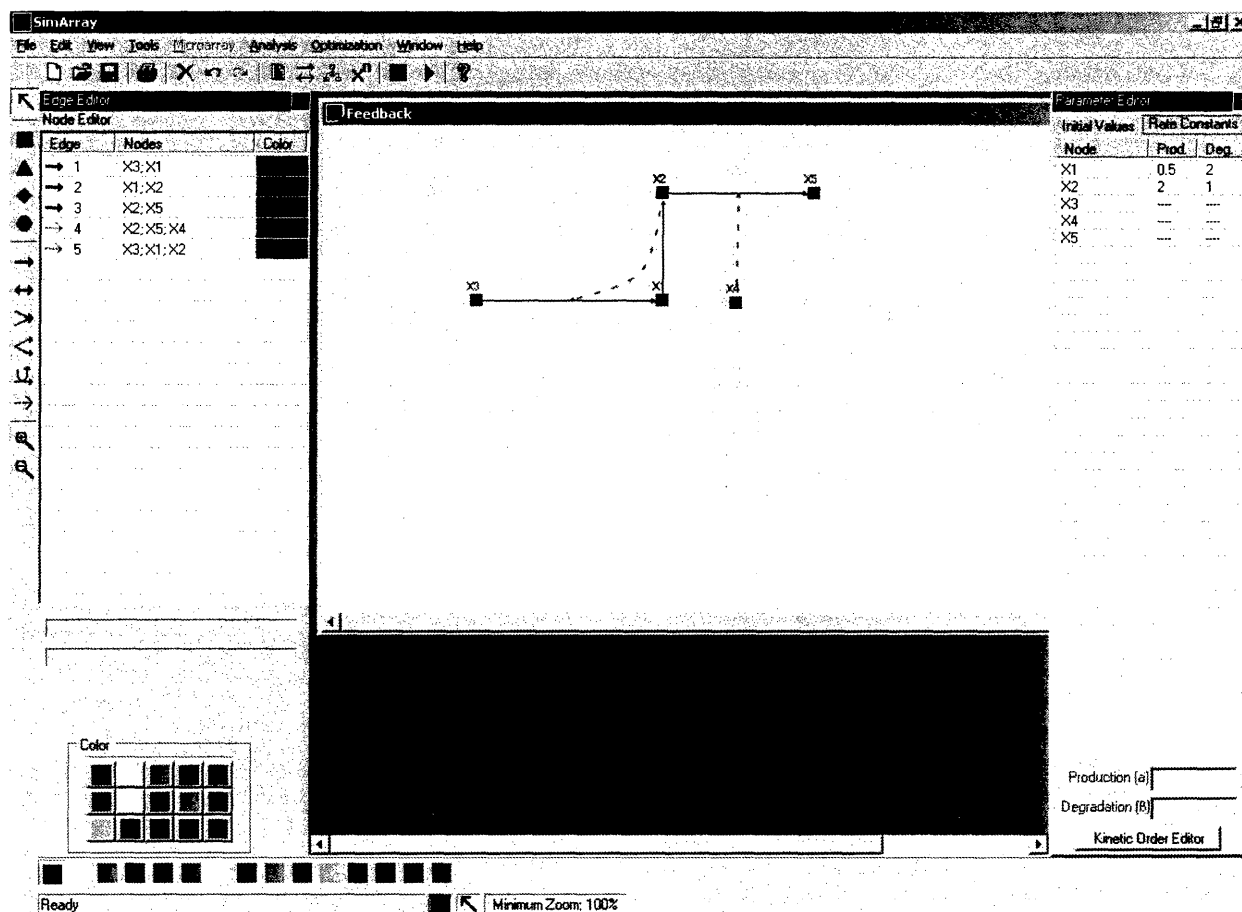 SimArray
File Edit View Tools Microarray Analysis Optimization Window Help
Edge Editor
Node Editor
Edge Nodes Color
1 X3;X1
2 X1;X2
3 X2;X5
4 X2;X5;X4
5 X3;X1;X2
Feedback
X2 X5
X3 X X4
Parameter Editor
Initial Values Rate Constants
Node Prod. Deg.
X1 0.5 2
X2 2 1
X3 --- ---
X4 --- ---
X5 --- ---
Color
Production (a)
Degradation (B)
Kinetic Order Editor
Ready Minimum Zoom: 100%